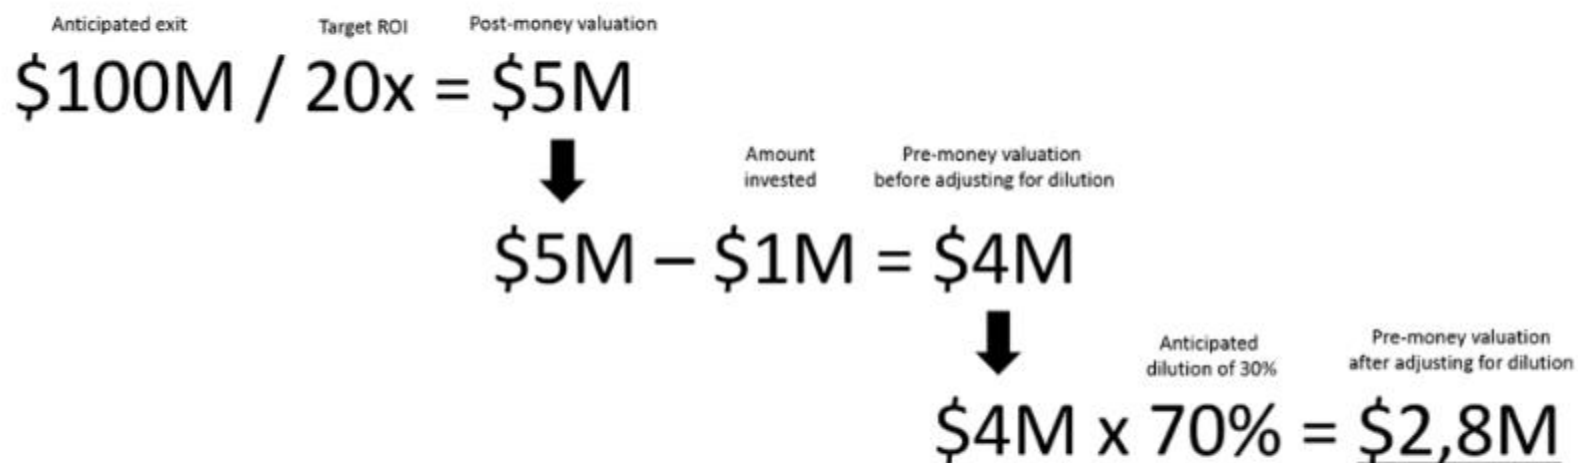 Anticipated exit Target ROI Post-money valuation
$100M / 20x = $5M
Amount
invested
Pre-money valuation
before adjusting for dilution
$5M – $1M = $4M
Anticipated
dilution of 30%
Pre-money valuation
after adjusting for dilution
$4M x 70% = $2,8M